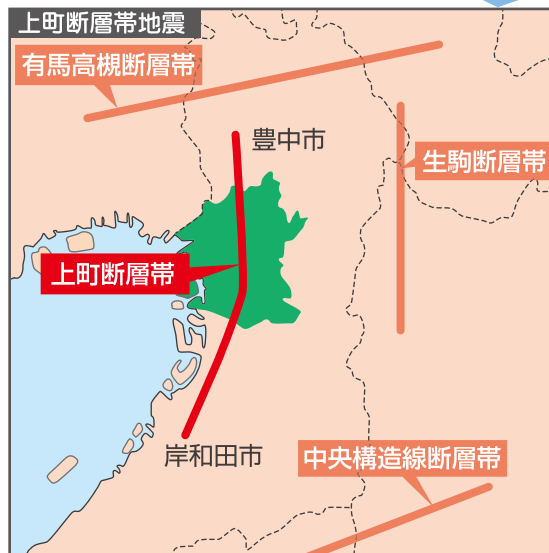 上町断層帯地震
有馬高槻断層帯
豊中市
生駒断層帯
上町断層帯
岸和田市
中央構造線断層帯